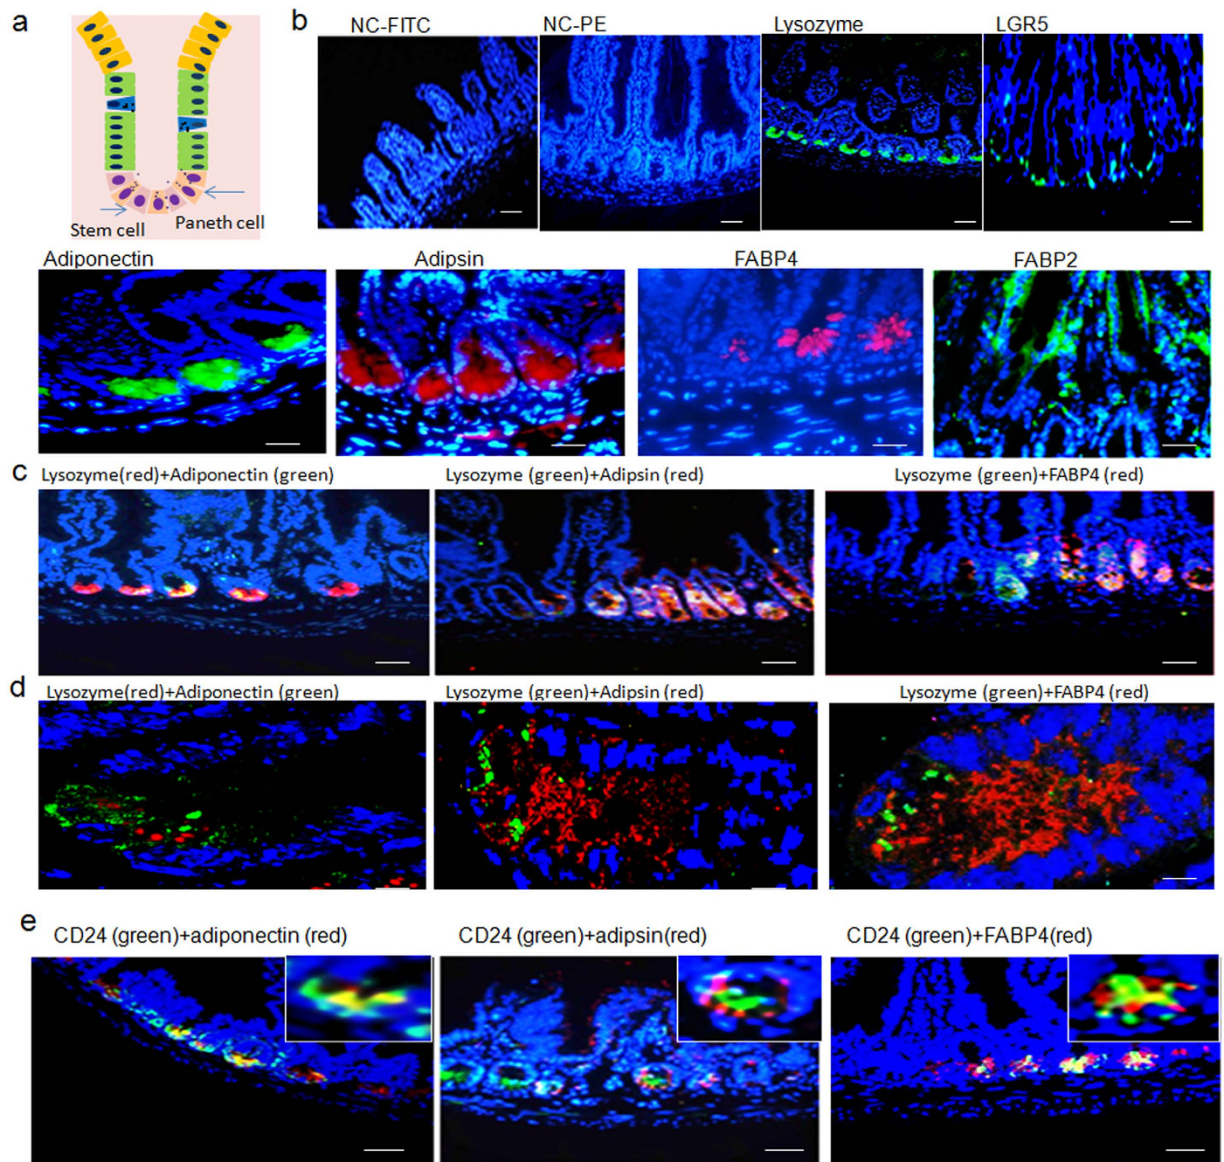 a
b
NC-FITC
NC-PE
Lysozyme
LGR5
Stem cell
Paneth cell
Adiponectin
Adipsin
FABP4
FABP2
c
Lysozyme(red)+Adiponectin (green)
Lysozyme (green)+Adipsin (red)
Lysozyme (green)+FABP4 (red)
d
Lysozyme(red)+Adiponectin (green)
Lysozyme (green)+Adipsin (red)
Lysozyme (green)+FABP4 (red)
e
CD24 (green)+adiponectin (red)
CD24 (green)+adipsin(red)
CD24 (green)+FABP4(red)